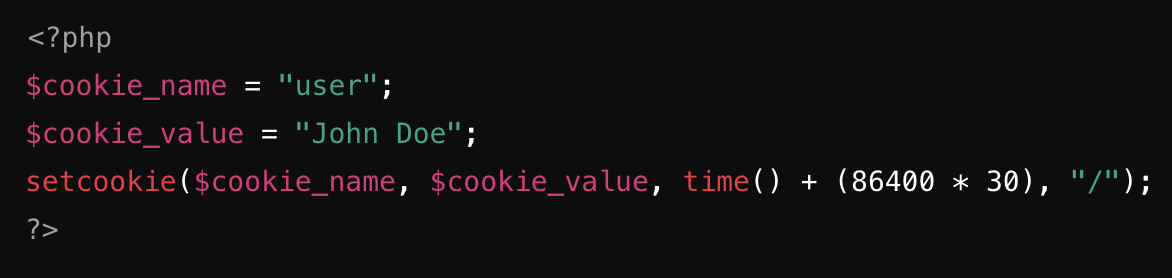 <?php
$cookie_name = "user";
$cookie_value = "John Doe";
setcookie($cookie_name, $cookie_value, time() + (86400 * 30), "/");
?>